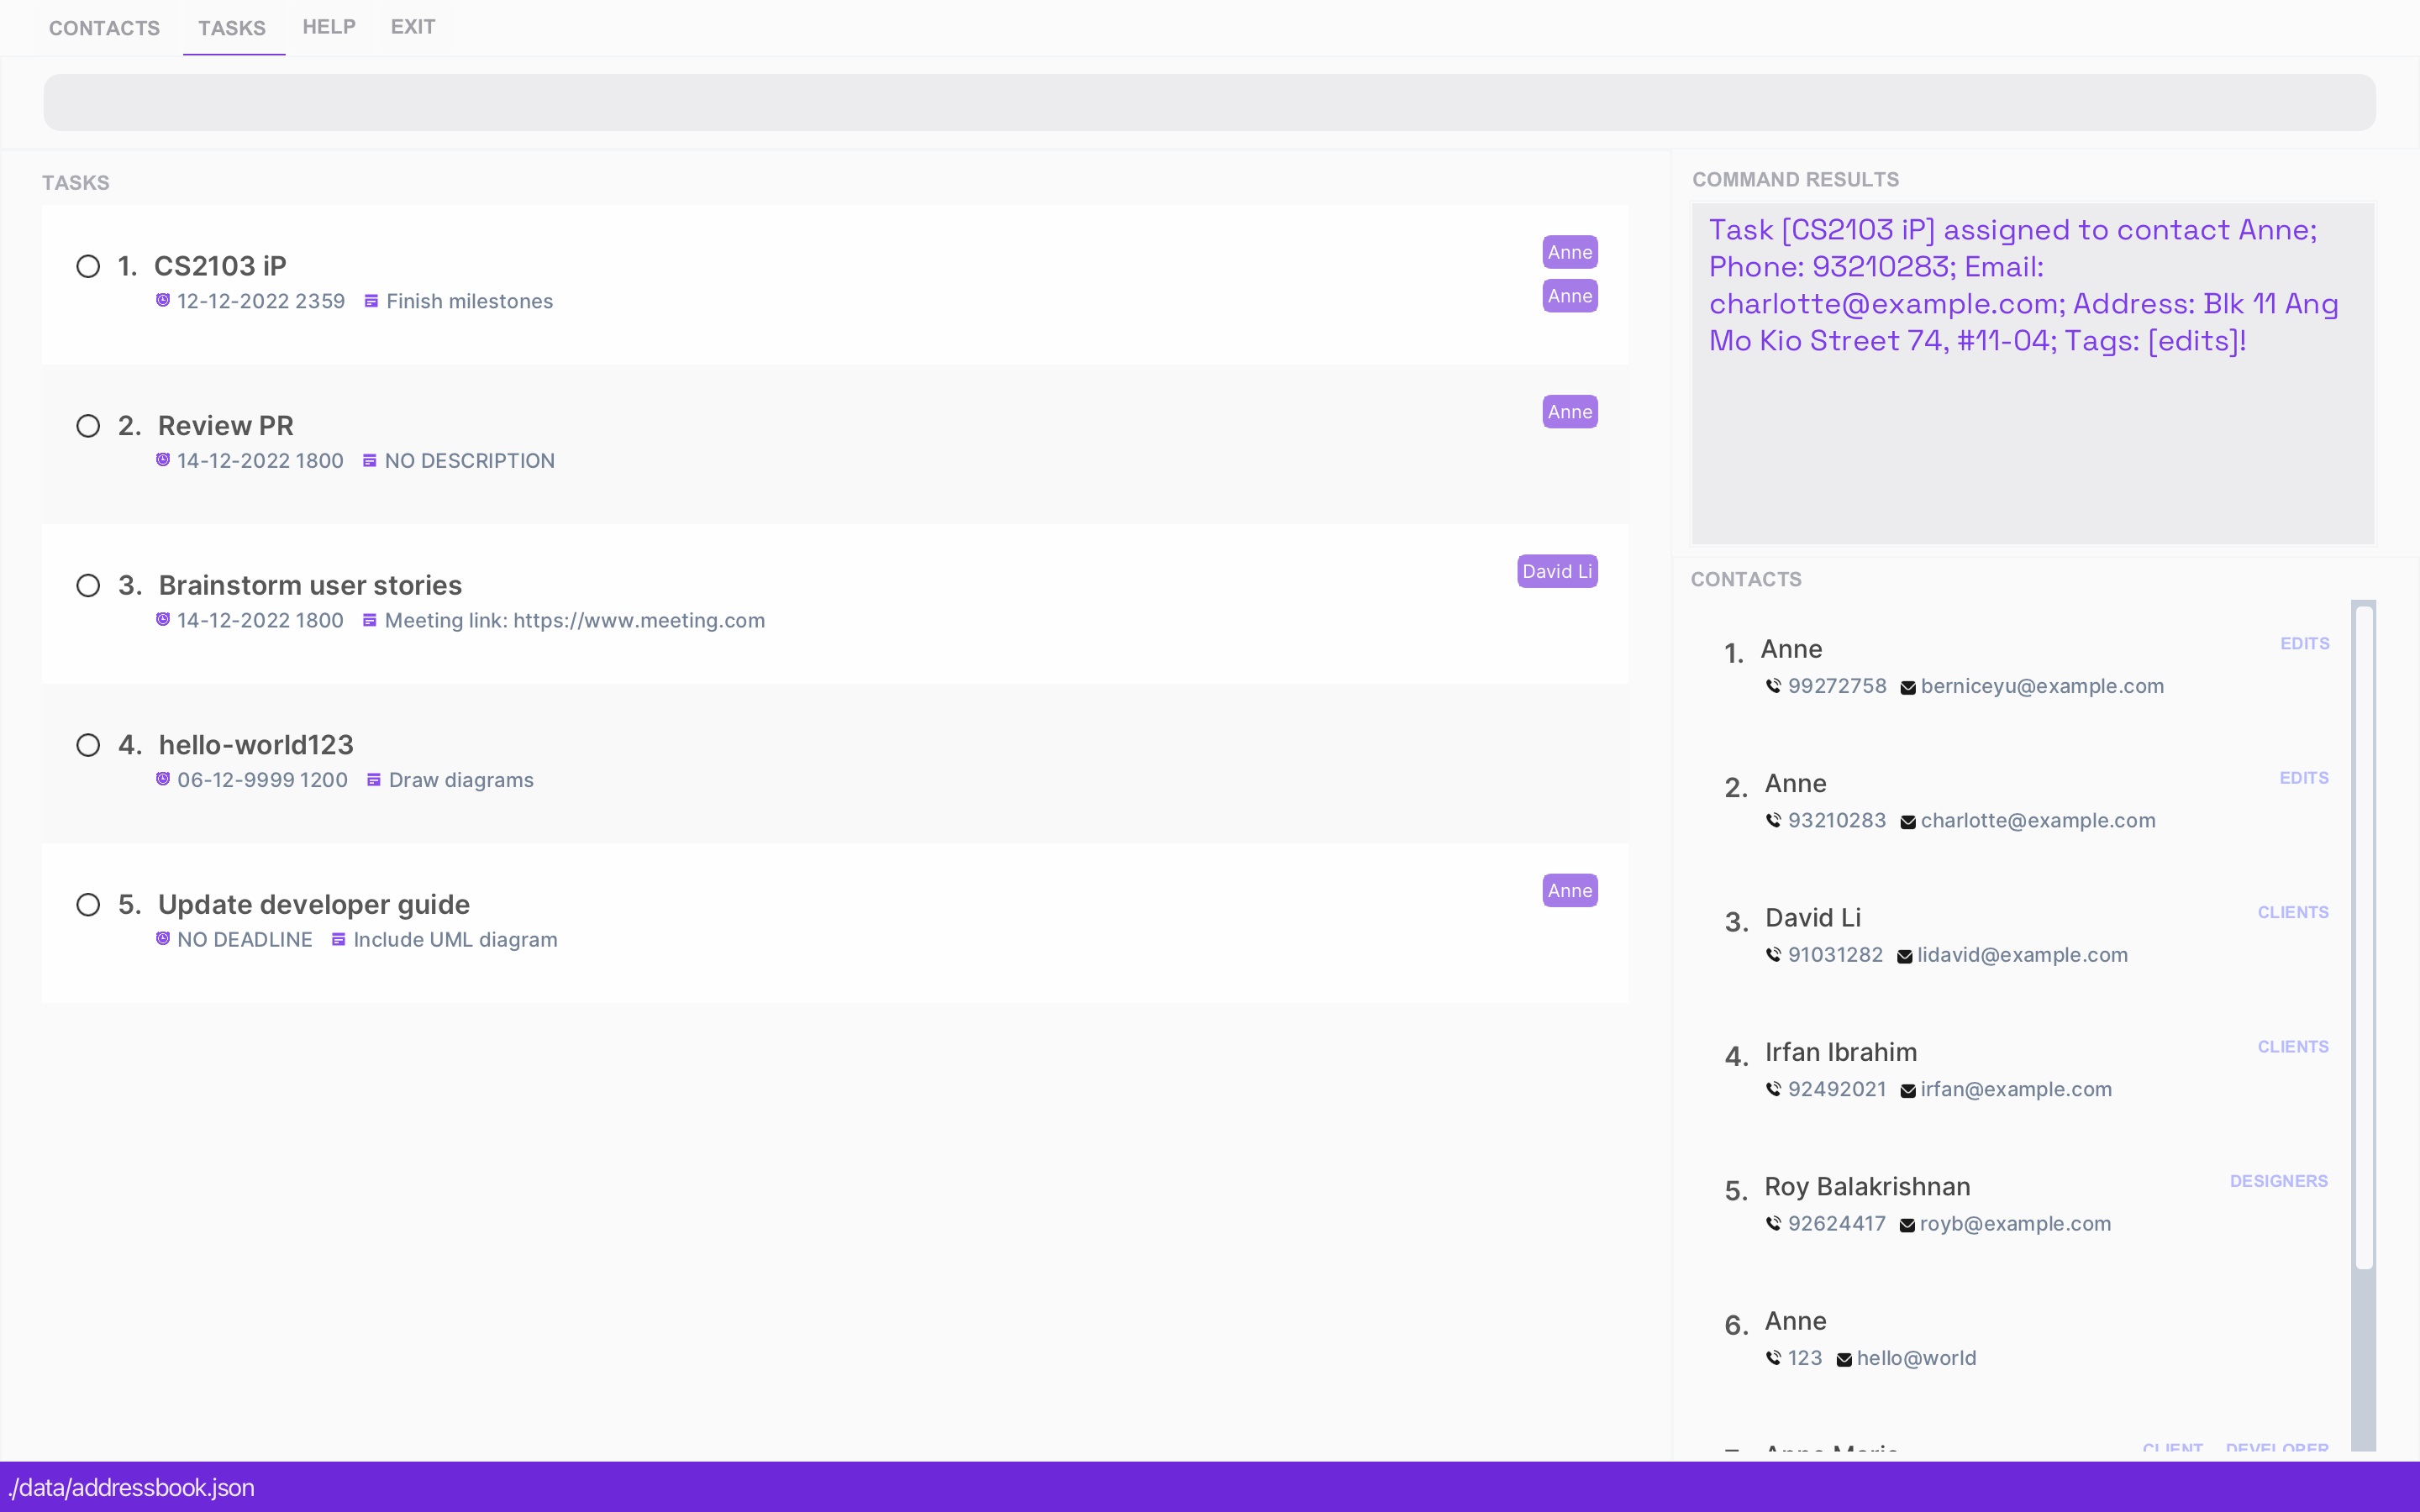 CONTACTS TASKS HELP EXIT
TASKS
1. CS2103 iP
12-12-2022 2359 Finish milestones
Anne
Anne
2. Review PR
14-12-2022 1800 NO DESCRIPTION
Anne
3. Brainstorm user stories
14-12-2022 1800 Meeting link: https://www.meeting.com
David Li
4. hello-world123
06-12-9999 1200 Draw diagrams
5. Update developer guide
NO DEADLINE Include UML diagram
Anne
COMMAND RESULTS
Task [CS2103 iP] assigned to contact Anne;
Phone: 93210283; Email:
charlotte@example.com; Address: Blk 11 Ang
Mo Kio Street 74, #11-04; Tags: [edits]!
CONTACTS
1. Anne EDITS
99272758 berniceyu@example.com
2. Anne EDITS
93210283 charlotte@example.com
3. David Li CLIENTS
91031282 lidavid@example.com
4. Irfan Ibrahim CLIENTS
92492021 irfan@example.com
5. Roy Balakrishnan DESIGNERS
92624417 royb@example.com
6. Anne
123 hello@world
CLIENT DEVELOPER
./data/addressbook.json